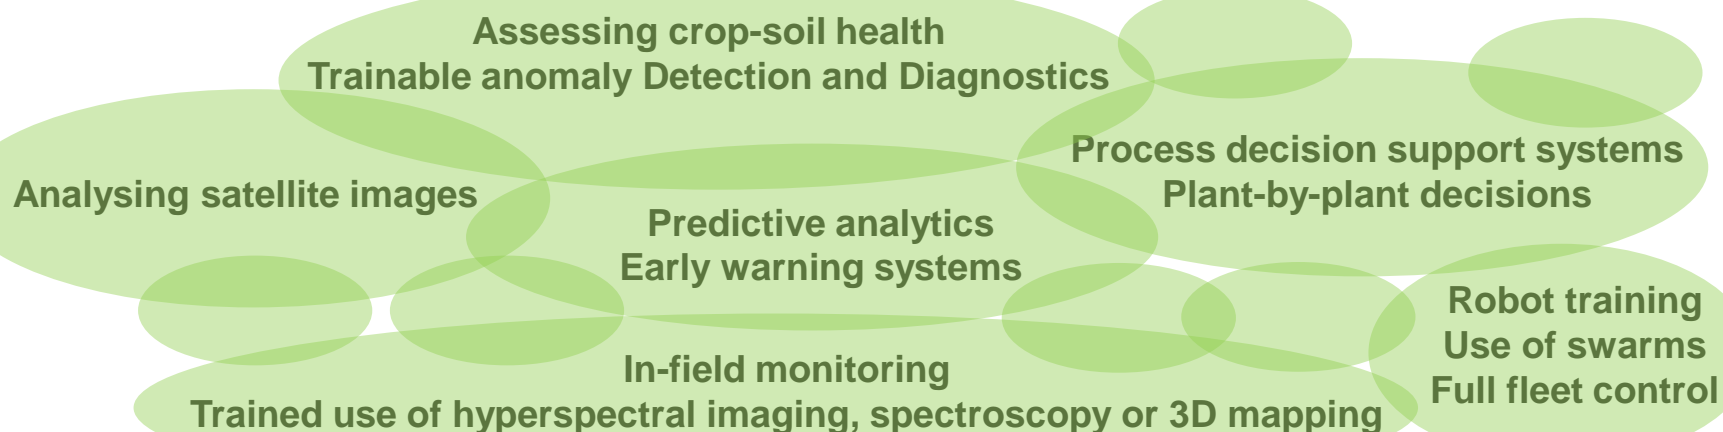 Assessing crop-soil health
Trainable anomaly Detection and Diagnostics
Process decision support systems
Plant-by-plant decisions
Analysing satellite images
Predictive analytics
Early warning systems
Robot training
Use of swarms
Full fleet control
In-field monitoring
Trained use of hyperspectral imaging, spectroscopy or 3D mapping